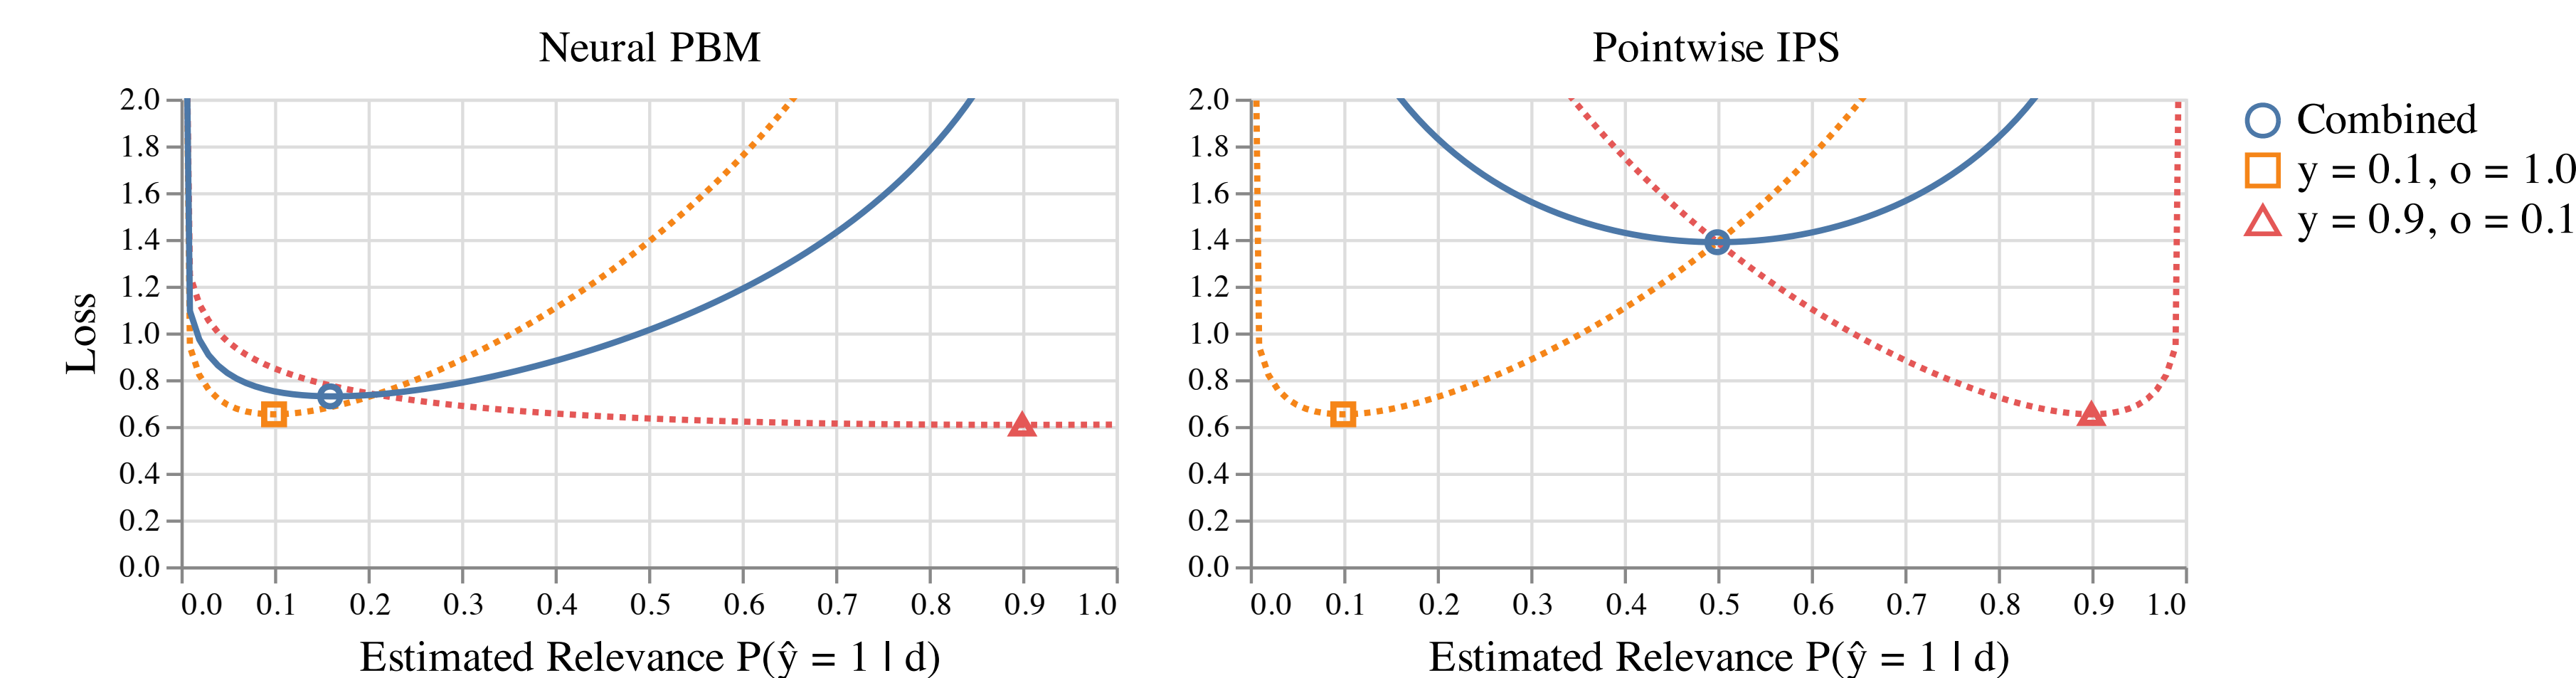 Neural PBM
Pointwise IPS
2.0
1.8
1.6
1.4
1.2
1.0
0.8
0.6
0.4
0.2
0.0
Loss
0.0 0.1 0.2 0.3 0.4 0.5 0.6 0.7 0.8 0.9 1.0
Estimated Relevance P(ŷ = 1 | d)
2.0
1.8
1.6
1.4
1.2
1.0
0.8
0.6
0.4
0.2
0.0
0.0 0.1 0.2 0.3 0.4 0.5 0.6 0.7 0.8 0.9 1.0
Estimated Relevance P(ŷ = 1 | d)
Combined
y = 0.1, o = 1.0
y = 0.9, o = 0.1